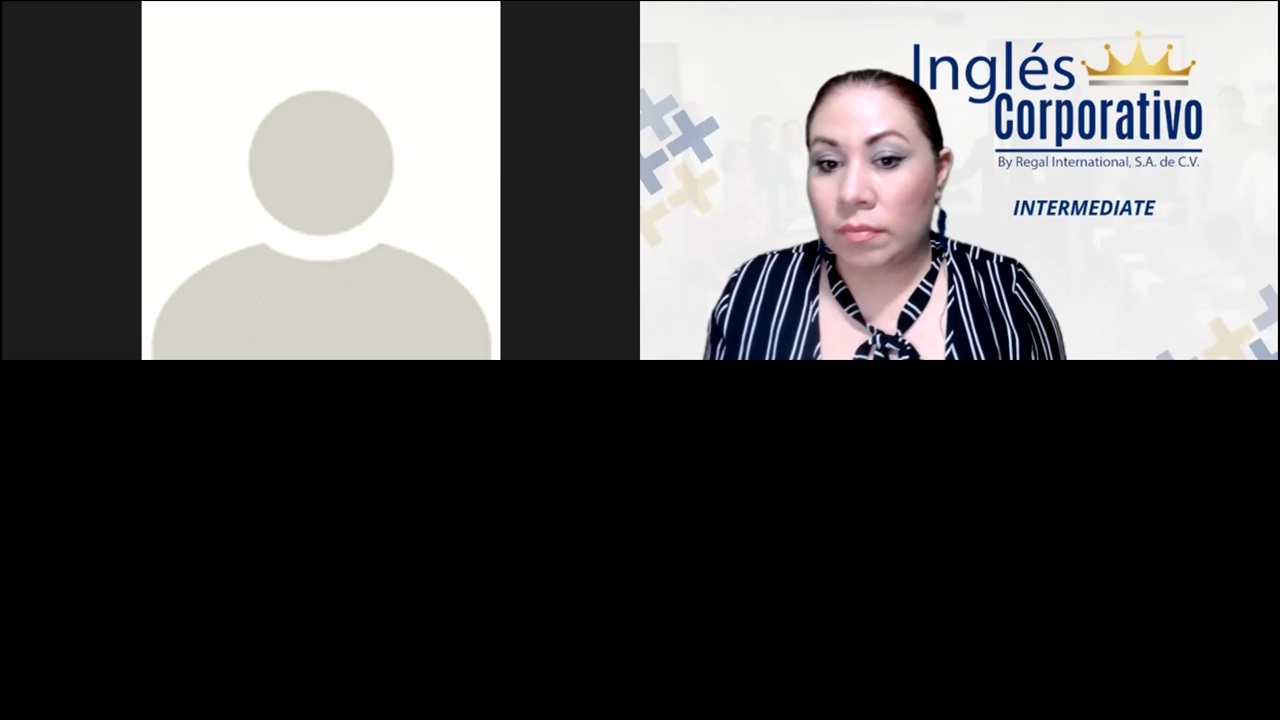 Inglés
Corporativo
By Regal International, S.A. de C.V.
INTERMEDIATE